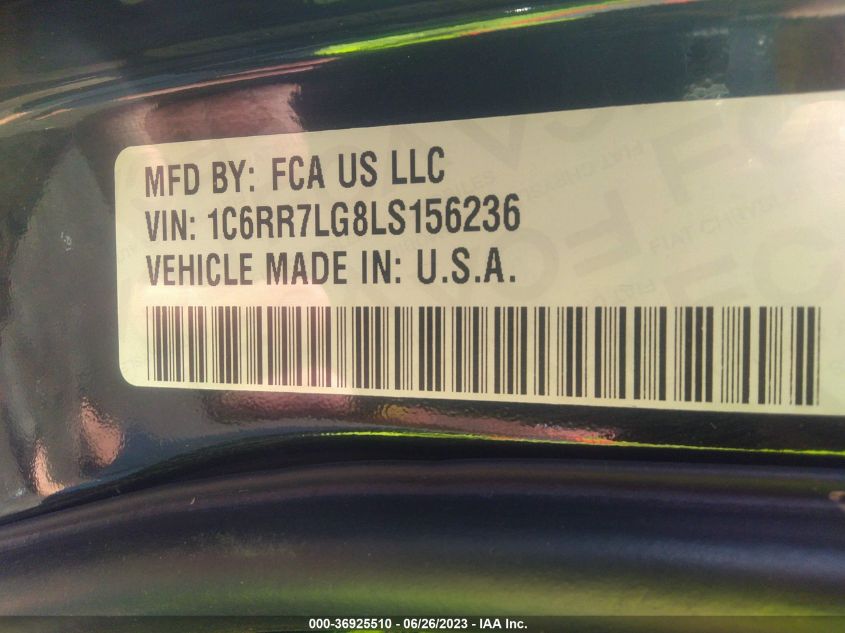 MFD BY: FCA US LLC
VIN: 1C6RR7LG8LS156236
VEHICLE MADE IN: U.S.A.
000-36925510 - 06/26/2023 - IAA Inc.